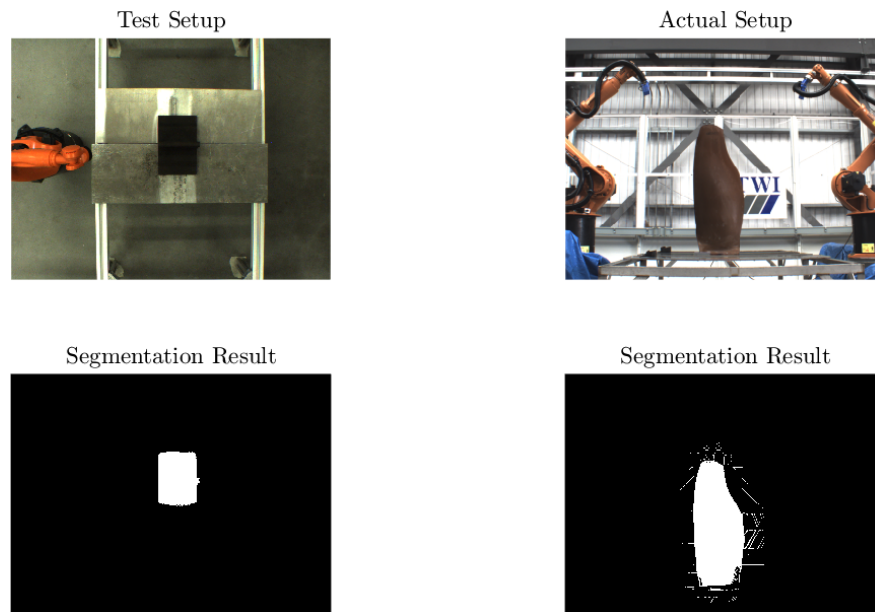 Test Setup
Actual Setup
TWI
Segmentation Result
Segmentation Result